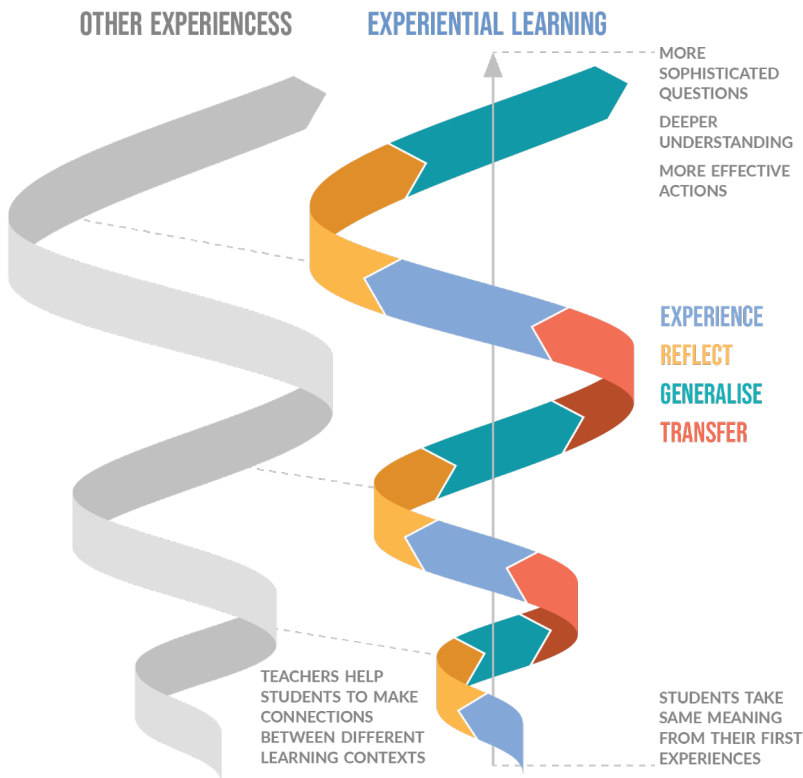 OTHER EXPERIENCESS
EXPERIENTIAL LEARNING
MORE
SOPHISTICATED
QUESTIONS
DEEPER
UNDERSTANDING
MORE EFFECTIVE
ACTIONS
EXPERIENCE
REFLECT
GENERALISE
TRANSFER
TEACHERS HELP
STUDENTS TO MAKE
CONNECTIONS
BETWEEN DIFFERENT
LEARNING CONTEXTS
STUDENTS TAKE
SAME MEANING
FROM THEIR FIRST
EXPERIENCES